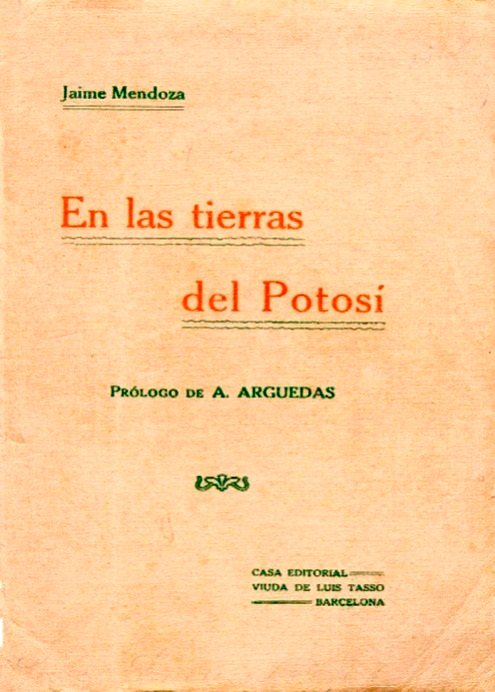 Jaime Mendoza
En las tierras
del Potosí
PRÓLOGO DE A. ARGUEDAS
CASA EDITORIAL
VIUDA DE LUIS TASSO
BARCELONA